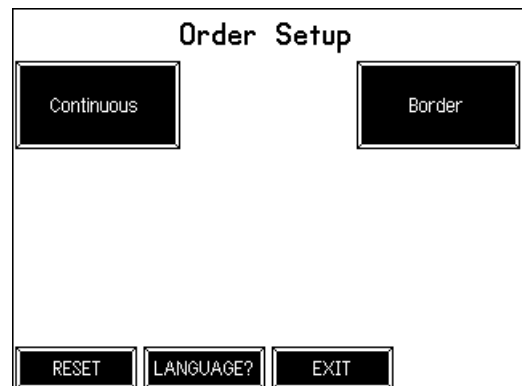 Order Setup
Continuous
Border
RESET
LANGUAGE?
EXIT